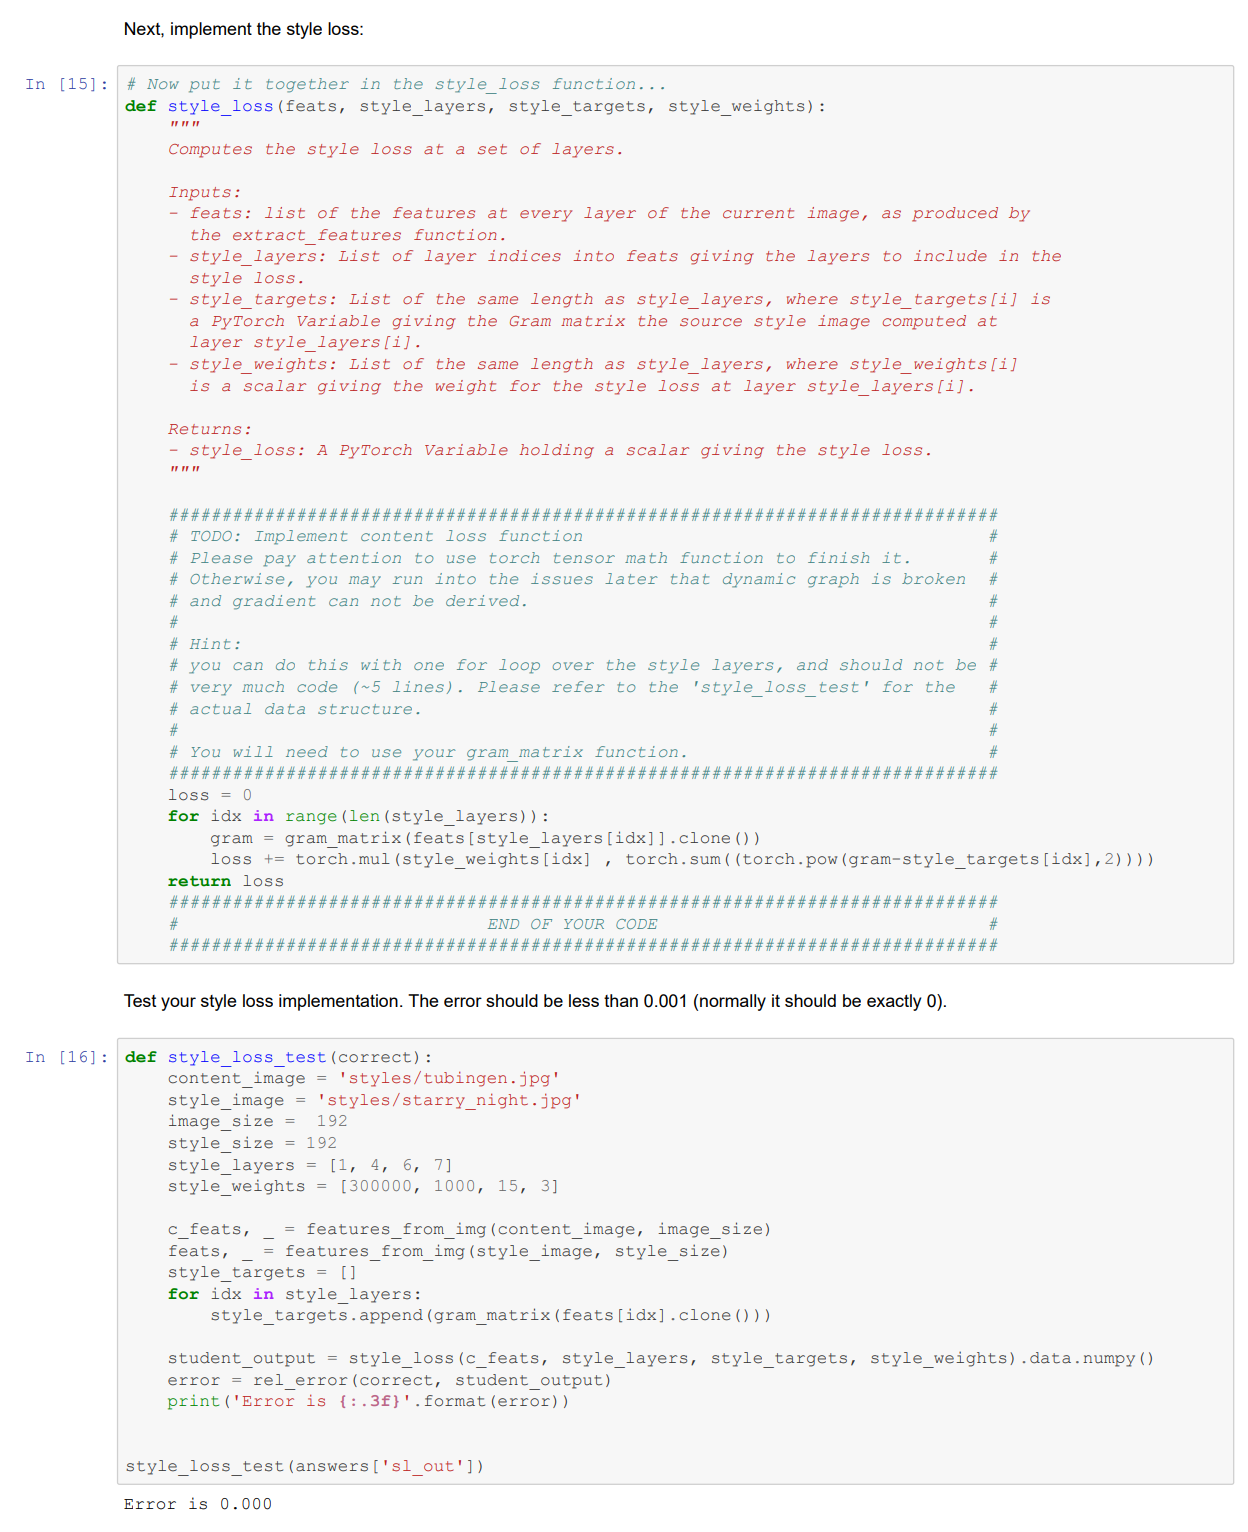 Next, implement the style loss:
In [15]: # Now put it together in the style_loss function...
def style_loss(feats, style_layers, style_targets, style_weights):
"""
Computes the style loss at a set of layers.
Inputs:
- feats: list of the features at every layer of the current image, as produced by
the extract_features function.
- style_layers: List of layer indices into feats giving the layers to include in the
style loss.
- style_targets: List of the same length as style_layers, where style_targets[i] is
a PyTorch Variable giving the Gram matrix the source style image computed at
layer style_layers[i].
- style_weights: List of the same length as style_layers, where style_weights[i]
is a scalar giving the weight for the style loss at layer style_layers[i].
Returns:
- style_loss: A PyTorch Variable holding a scalar giving the style loss.
"""
##############################################################################
# TODO: Implement content loss function #
# Please pay attention to use torch tensor math function to finish it. #
# Otherwise, you may run into the issues later that dynamic graph is broken #
# and gradient can not be derived. #
# #
# Hint: #
# you can do this with one for loop over the style layers, and should not be #
# very much code (~5 lines). Please refer to the 'style_loss_test' for the #
# actual data structure. #
# #
# You will need to use your gram_matrix function. #
##############################################################################
loss = 0
for idx in range(len(style_layers)):
gram = gram_matrix(feats[style_layers[idx]].clone())
loss += torch.mul(style_weights[idx] , torch.sum((torch.pow(gram-style_targets[idx],2))))
return loss
##############################################################################
# END OF YOUR CODE #
##############################################################################
Test your style loss implementation. The error should be less than 0.001 (normally it should be exactly 0).
In [16]: def style_loss_test(correct):
content_image = 'styles/tubingen.jpg'
style_image = 'styles/starry_night.jpg'
image_size =  192
style_size = 192
style_layers = [1, 4, 6, 7]
style_weights = [300000, 1000, 15, 3]
c_feats, _ = features_from_img(content_image, image_size)
feats, _ = features_from_img(style_image, style_size)
style_targets = []
for idx in style_layers:
style_targets.append(gram_matrix(feats[idx].clone()))
student_output = style_loss(c_feats, style_layers, style_targets, style_weights).data.numpy()
error = rel_error(correct, student_output)
print('Error is {:.3f}'.format(error))
style_loss_test(answers['sl_out'])
Error is 0.000